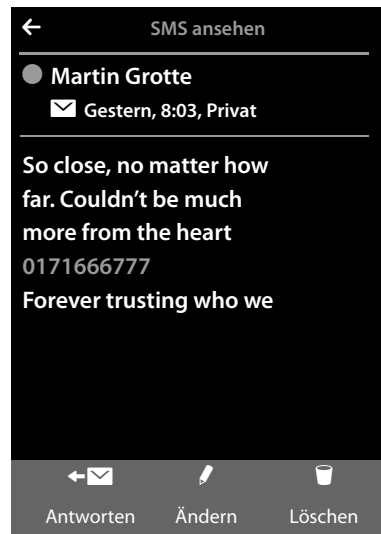 SMS ansehen
Martin Grotte
Gestern, 8:03, Privat
So close, no matter how
far. Couldn't be much
more from the heart
0171666777
Forever trusting who we
Antworten Ändern Löschen